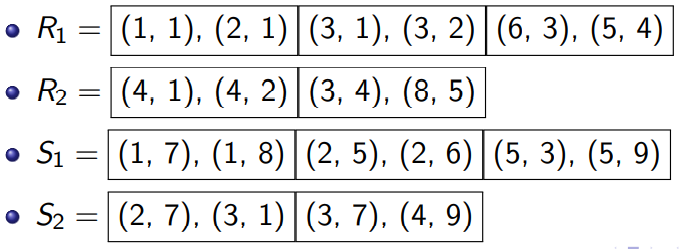 R₁ = (1, 1), (2, 1) (3, 1), (3, 2) (6, 3), (5, 4)
R₂ = (4, 1), (4, 2) (3, 4), (8, 5)
S₁ = (1, 7), (1, 8) (2, 5), (2, 6) (5, 3), (5, 9)
S₂ = (2, 7), (3, 1) (3, 7), (4, 9)